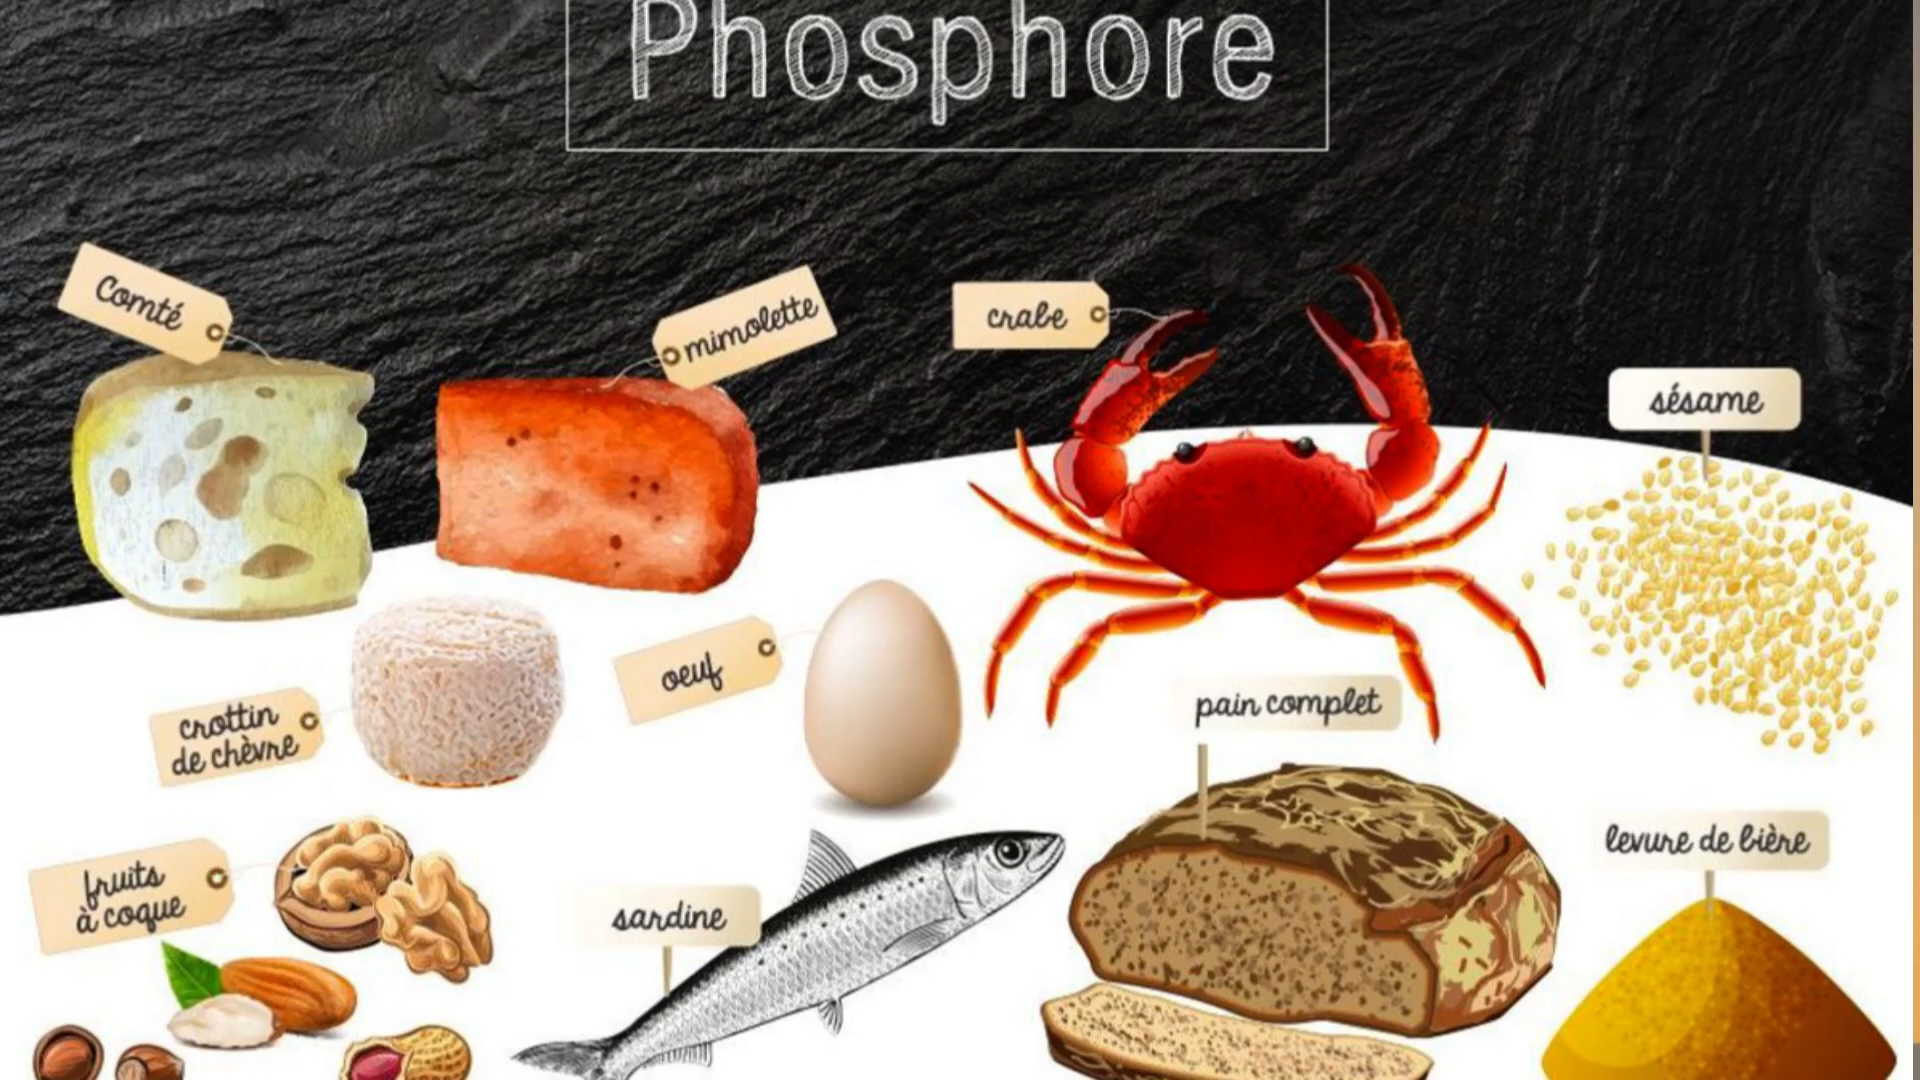 Phosphore
Comté
mimolette
crabe
sésame
crottin
de chèvre
oeuf
pain complet
fruits
à coque
sardine
levure de bière